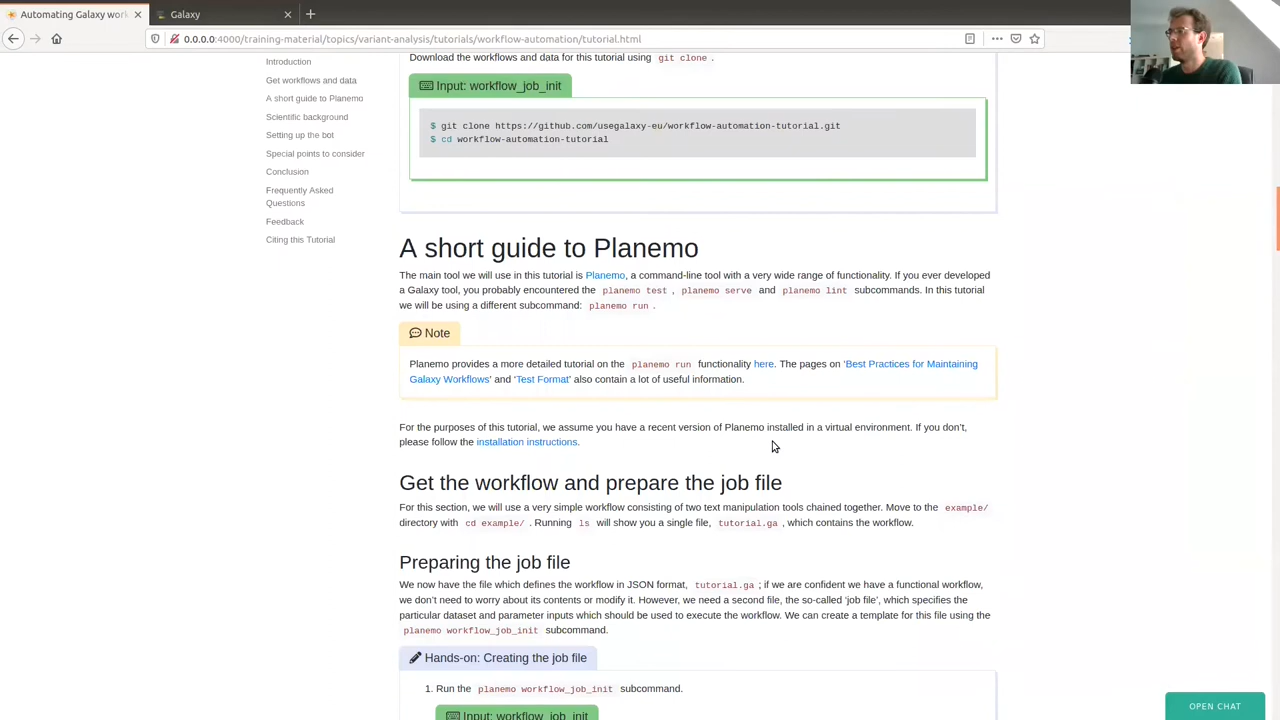 Automating Galaxy work
Galaxy
0.0.0.0:4000/training-material/topics/variant-analysis/tutorials/workflow-automation/tutorial.html
Introduction
Get workflows and data
A short guide to Planemo
Scientific background
Setting up the bot
Special points to consider
Conclusion
Frequently Asked
Questions
Feedback
Citing this Tutorial
Download the workflows and data for this tutorial using git clone.
Input: workflow_job_init
$ git clone https://github.com/usegalaxy-eu/workflow-automation-tutorial.git
$ cd workflow-automation-tutorial
A short guide to Planemo
The main tool we will use in this tutorial is Planemo, a command-line tool with a very wide range of functionality. If you ever developed
a Galaxy tool, you probably encountered the planemo test, planemo serve and planemo lint subcommands. In this tutorial
we will be using a different subcommand: planemo run.
Note
Planemo provides a more detailed tutorial on the planemo run functionality here. The pages on ‘Best Practices for Maintaining
Galaxy Workflows’ and ‘Test Format’ also contain a lot of useful information.
For the purposes of this tutorial, we assume you have a recent version of Planemo installed in a virtual environment. If you don’t,
please follow the installation instructions.
Get the workflow and prepare the job file
For this section, we will use a very simple workflow consisting of two text manipulation tools chained together. Move to the example/
directory with cd example/. Running ls will show you a single file, tutorial.ga, which contains the workflow.
Preparing the job file
We now have the file which defines the workflow in JSON format, tutorial.ga; if we are confident we have a functional workflow,
we don’t need to worry about its contents or modify it. However, we need a second file, the so-called ‘job file’, which specifies the
particular dataset and parameter inputs which should be used to execute the workflow. We can create a template for this file using the
planemo workflow_job_init subcommand.
Hands-on: Creating the job file
1. Run the planemo workflow_job_init subcommand.
Input: workflow_job_init
OPEN CHAT